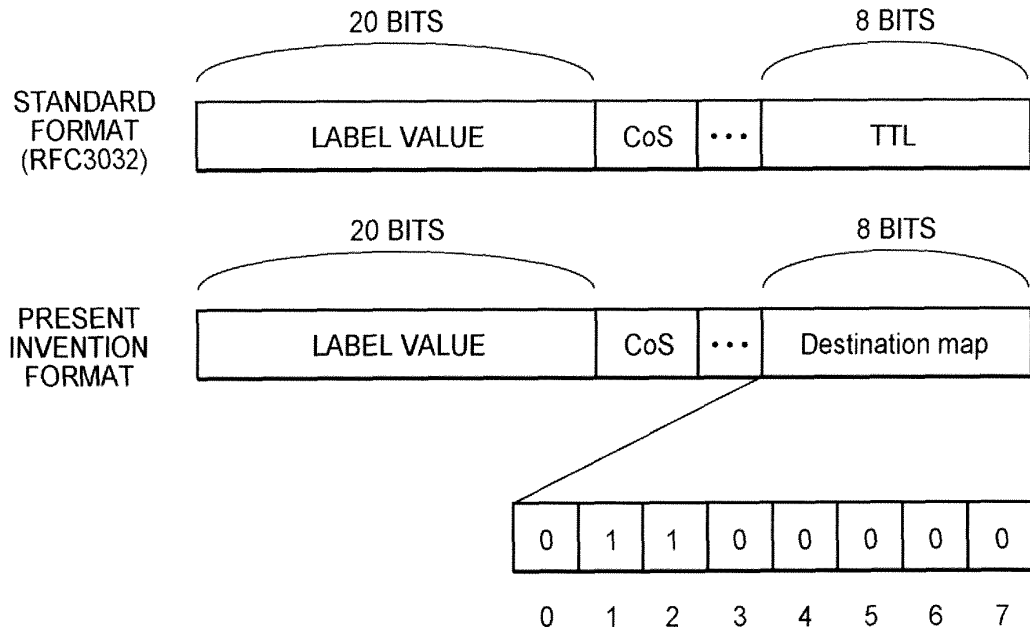 20 BITS 8 BITS
STANDARD
FORMAT
(RFC3032)
LABEL VALUE CoS ... TTL
20 BITS 8 BITS
PRESENT
INVENTION
FORMAT
LABEL VALUE CoS ... Destination map
0 1 1 0 0 0 0 0
0 1 2 3 4 5 6 7